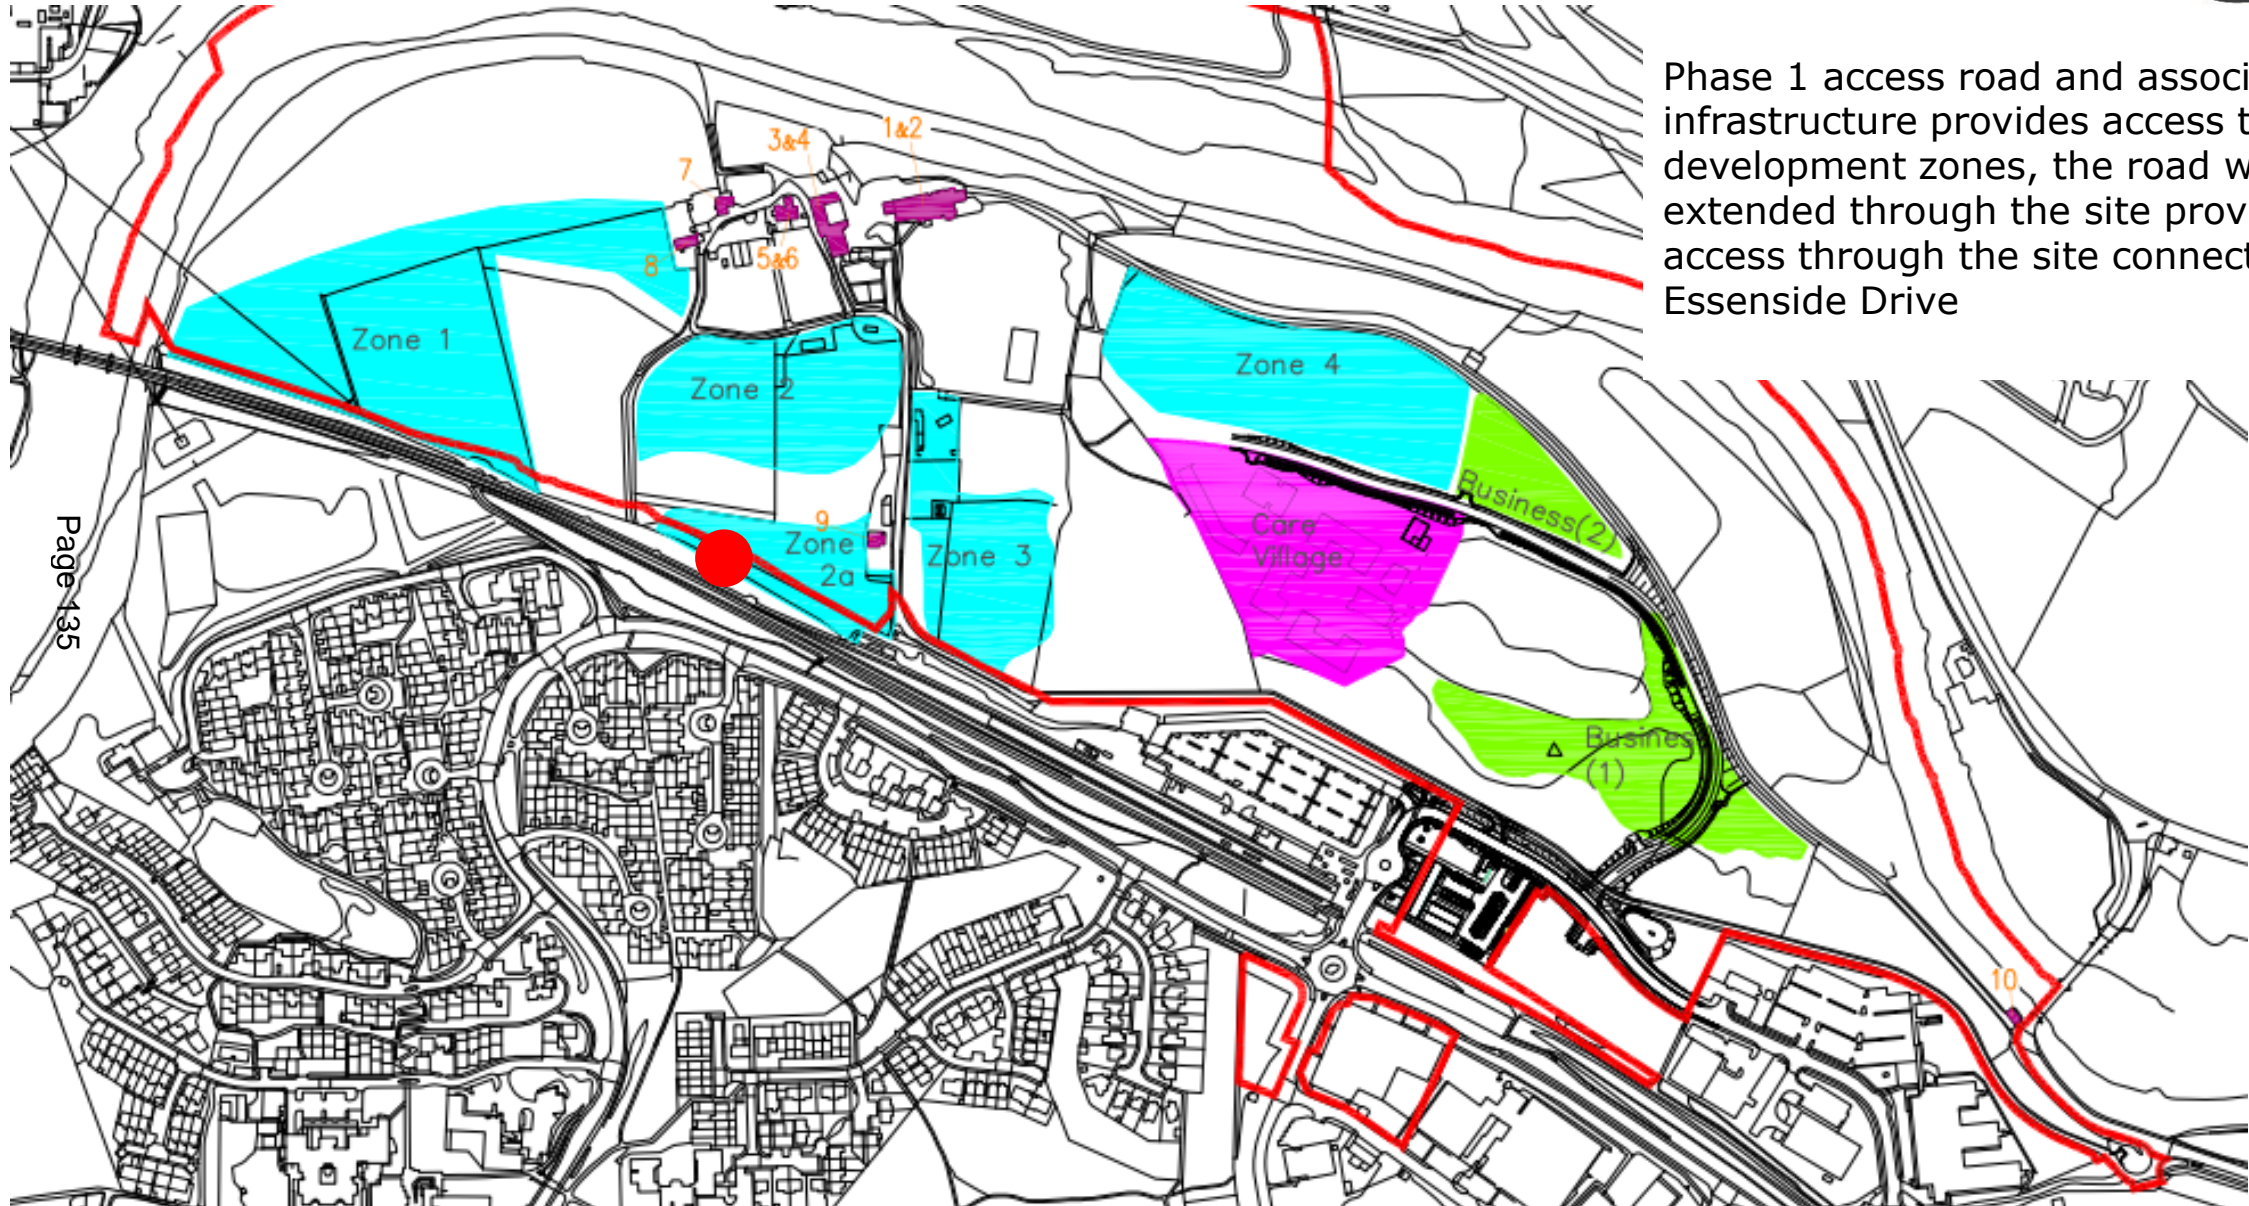 Phase 1 access road and associ
infrastructure provides access t
development zones, the road w
extended through the site prov
access through the site connect
Essenside Drive
1&2
3&4
7
5&6
8
Zone 1
Zone 2
Zone 4
Business(2)
9
Zone
2a
Zone 3
Care
Village
Busines
(1)
10
Page 135